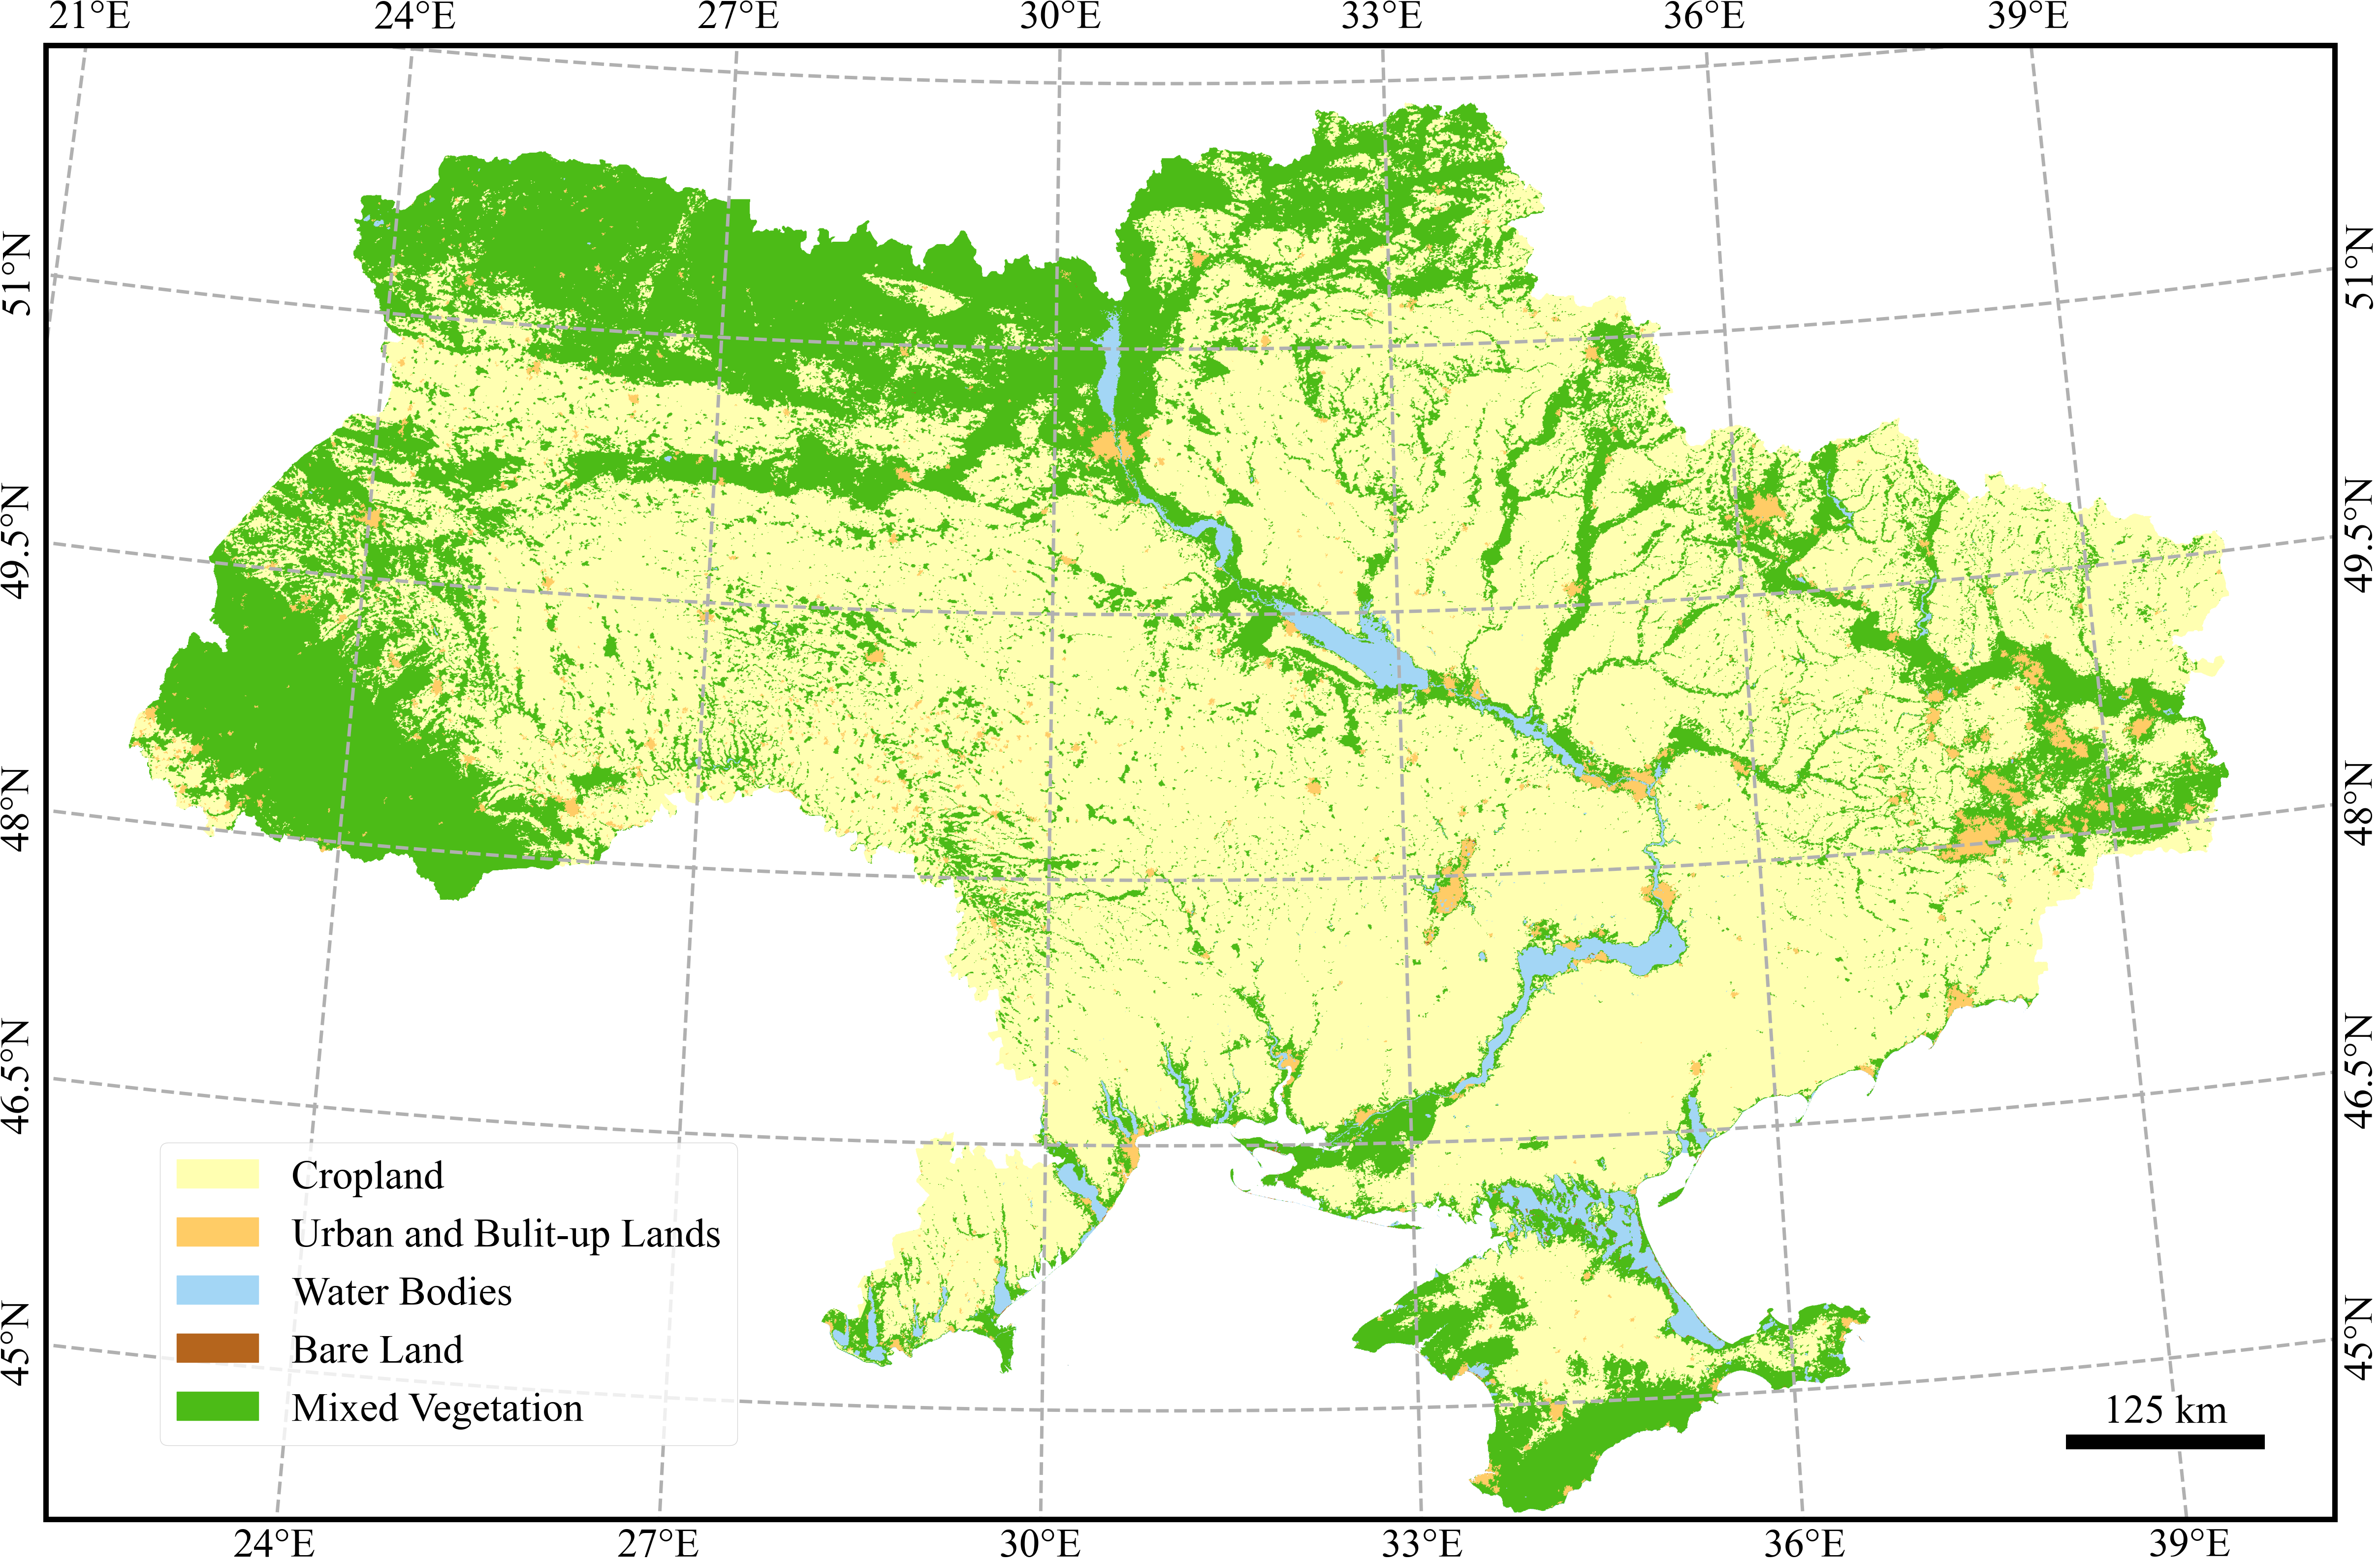 21°E 24°E 27°E 30°E 33°E 36°E 39°E
51°N 51°N
49.5°N 49.5°N
48°N 48°N
46.5°N 46.5°N
45°N 45°N
Cropland
Urban and Bulit-up Lands
Water Bodies
Bare Land
Mixed Vegetation
125 km
24°E 27°E 30°E 33°E 36°E 39°E